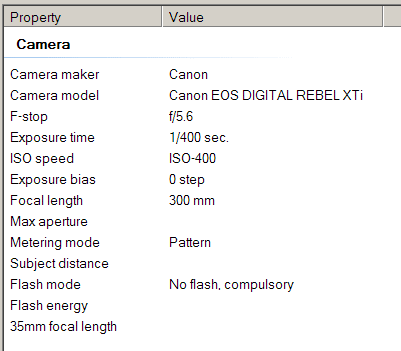 Property Value
Camera
Camera maker Canon
Camera model Canon EOS DIGITAL REBEL XTi
F-stop f/5.6
Exposure time 1/400 sec.
ISO speed ISO-400
Exposure bias 0 step
Focal length 300 mm
Max aperture
Metering mode Pattern
Subject distance
Flash mode No flash, compulsory
Flash energy
35mm focal length